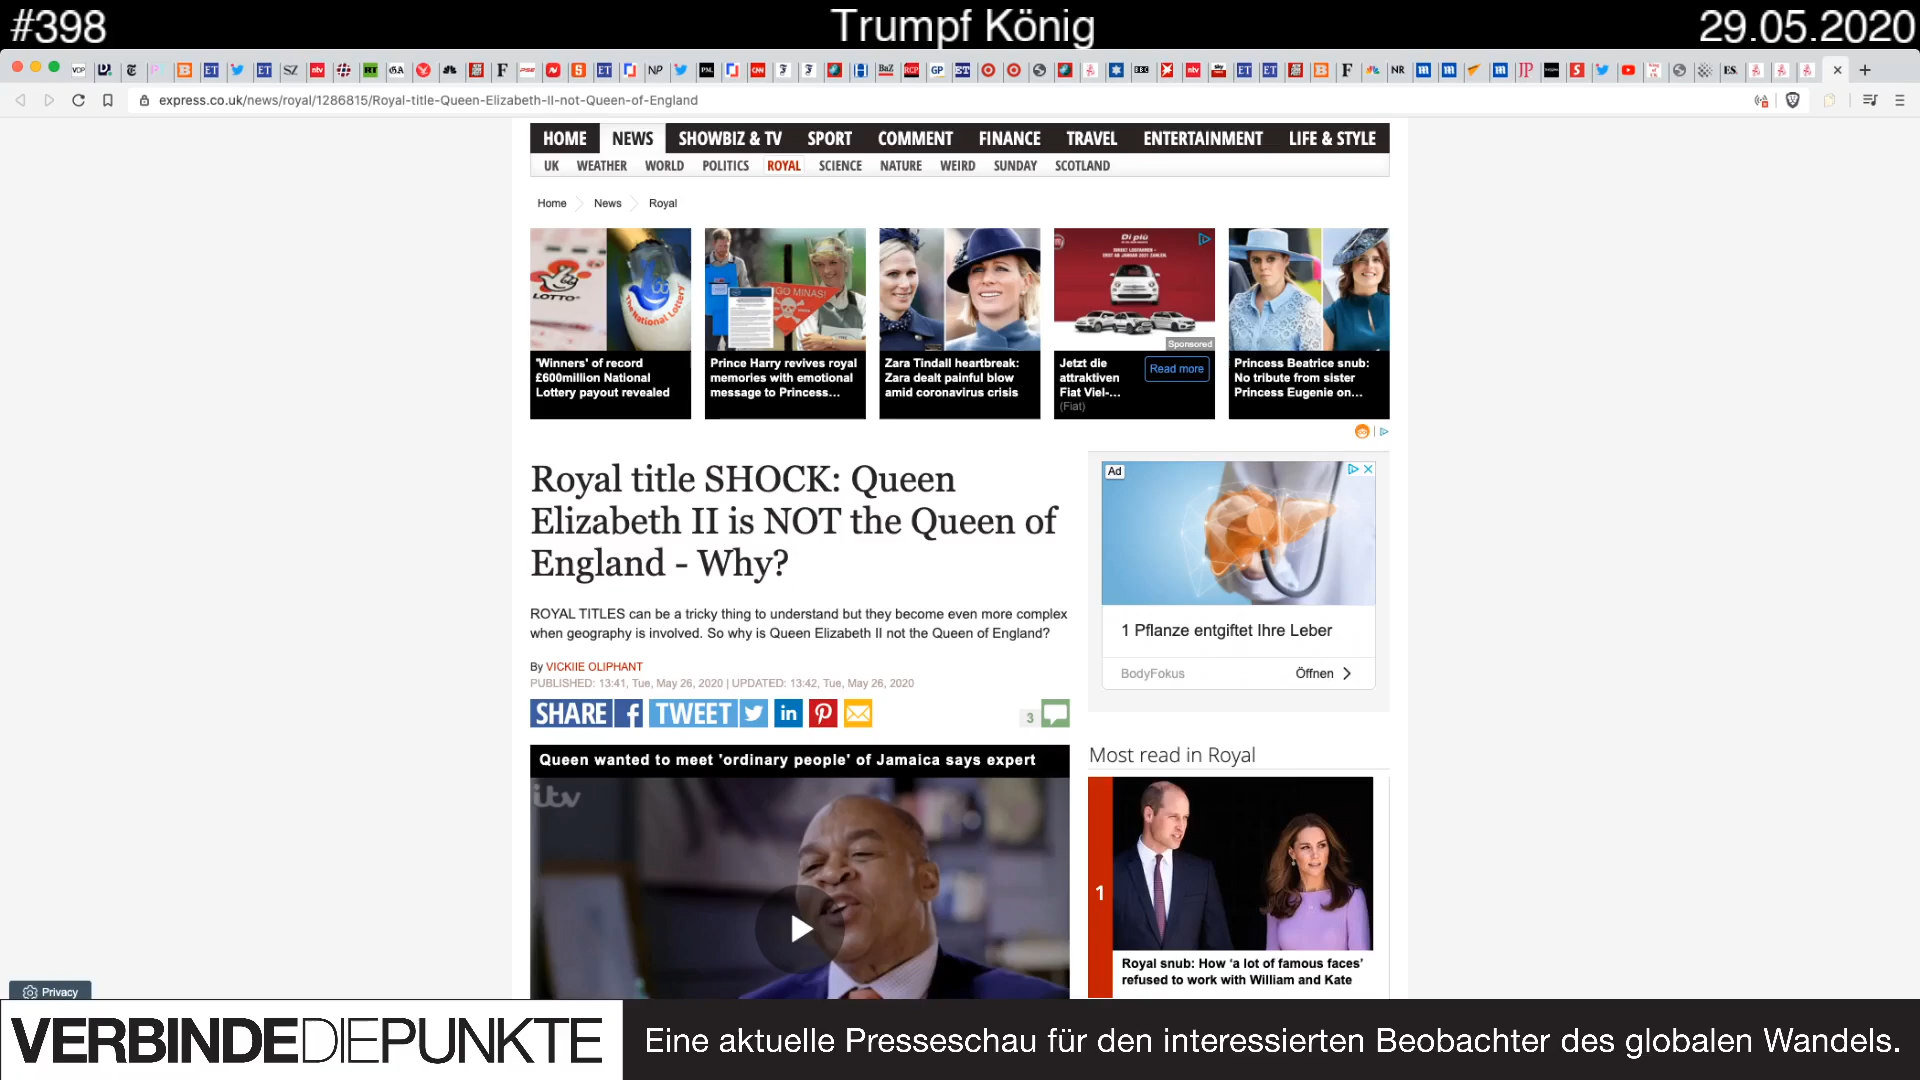 #398
Trumpf König
29.05.2020
express.co.uk/news/royal/1286815/Royal-title-Queen-Elizabeth-II-not-Queen-of-England
HOME NEWS SHOWBIZ & TV SPORT COMMENT FINANCE TRAVEL ENTERTAINMENT LIFE & STYLE
UK WEATHER WORLD POLITICS ROYAL SCIENCE NATURE WEIRD SUNDAY SCOTLAND
Home News Royal
LOTTO
The National Lottery
'Winners' of record
£600million National
Lottery payout revealed
GO MINAS!
Prince Harry revives royal
memories with emotional
message to Princess...
Zara Tindall heartbreak:
Zara dealt painful blow
amid coronavirus crisis
Di più
Sponsored
Jetzt die
attraktiven
Fiat Viel-...
(Fiat)
Read more
Princess Beatrice snub:
No tribute from sister
Princess Eugenie on...
Royal title SHOCK: Queen
Elizabeth II is NOT the Queen of
England - Why?
ROYAL TITLES can be a tricky thing to understand but they become even more complex
when geography is involved. So why is Queen Elizabeth II not the Queen of England?
By VICKIIE OLIPHANT
PUBLISHED: 13:41, Tue, May 26, 2020 | UPDATED: 13:42, Tue, May 26, 2020
SHARE f TWEET in
3
Queen wanted to meet 'ordinary people' of Jamaica says expert
itv
Ad
1 Pflanze entgiftet Ihre Leber
BodyFokus
Öffnen
Most read in Royal
1
Royal snub: How 'a lot of famous faces'
refused to work with William and Kate
Privacy
VERBINDEDIEPUNKTE
Eine aktuelle Presseschau für den interessierten Beobachter des globalen Wandels.